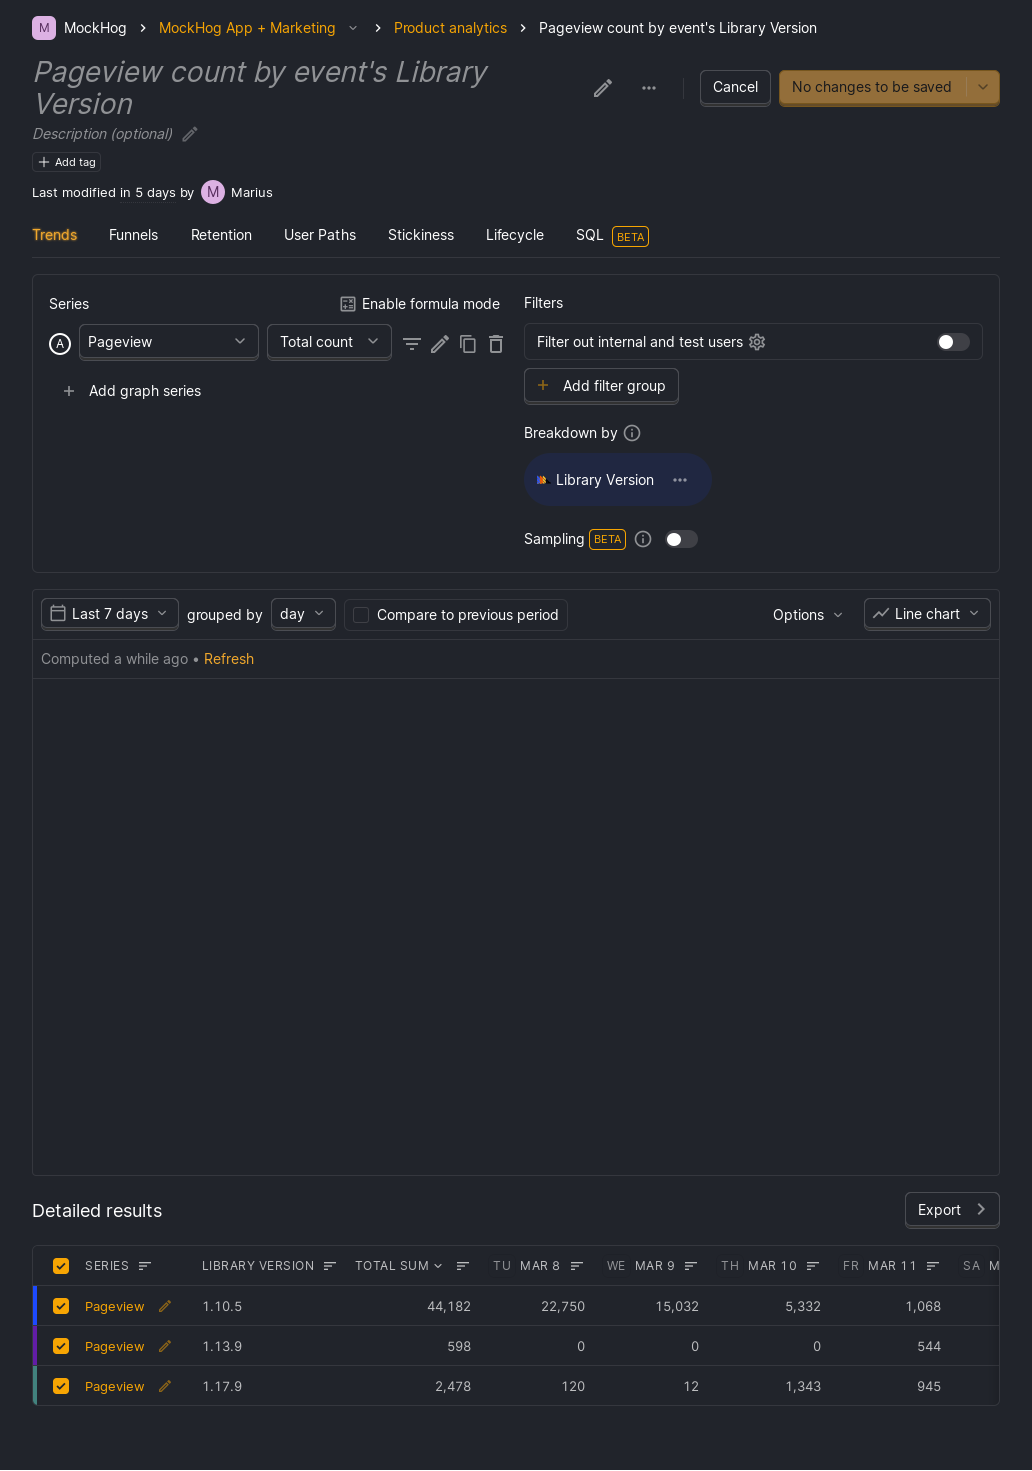 M MockHog MockHog App + Marketing Product analytics Pageview count by event's Library Version
Pageview count by event's Library
Version
Cancel No changes to be saved
Description (optional)
Add tag
Last modified in 5 days by M Marius
Trends Funnels Retention User Paths Stickiness Lifecycle SQL BETA
Series Enable formula mode
A Pageview Total count
Add graph series
Filters
Filter out internal and test users
Add filter group
Breakdown by
Library Version
Sampling BETA
Last 7 days grouped by day Compare to previous period Options Line chart
Computed a while ago • Refresh
Detailed results Export
SERIES LIBRARY VERSION TOTAL SUM TU MAR 8 WE MAR 9 TH MAR 10 FR MAR 11 SA M
Pageview 1.10.5 44,182 22,750 15,032 5,332 1,068
Pageview 1.13.9 598 0 0 0 544
Pageview 1.17.9 2,478 120 12 1,343 945